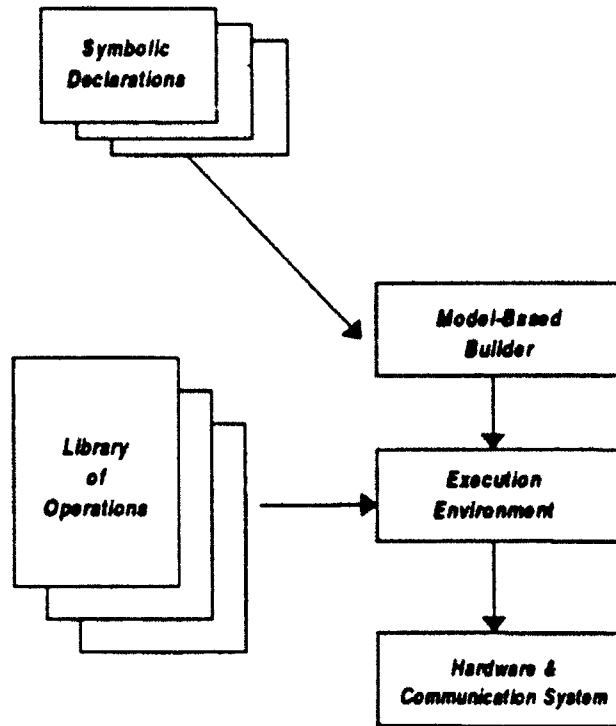 Symbolic
Declarations
Model-Based
Builder
Library
of
Operations
Execution
Environment
Hardware &
Communication System